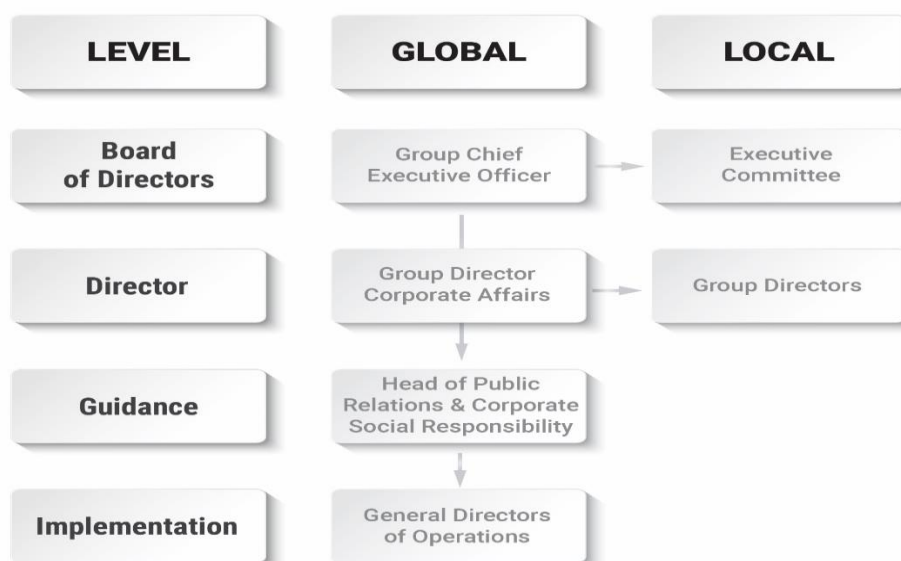 LEVEL
GLOBAL
LOCAL
Board
of Directors
Group Chief
Executive Officer
Executive
Committee
Director
Group Director
Corporate Affairs
Group Directors
Guidance
Head of Public
Relations & Corporate
Social Responsibility
Implementation
General Directors
of Operations